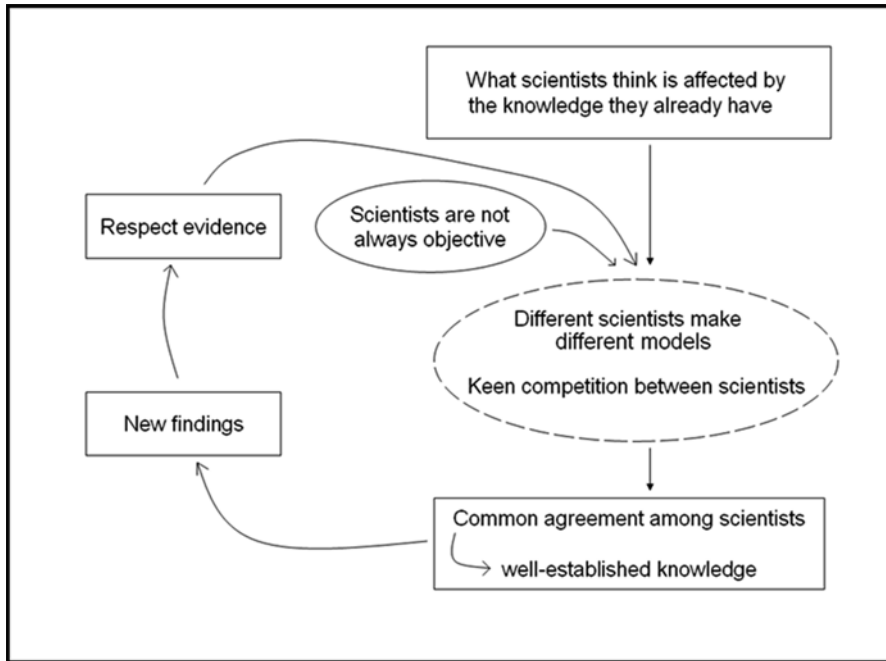 What scientists think is affected by
the knowledge they already have
Respect evidence
Scientists are not
always objective
Different scientists make
different models
Keen competition between scientists
New findings
Common agreement among scientists
well-established knowledge